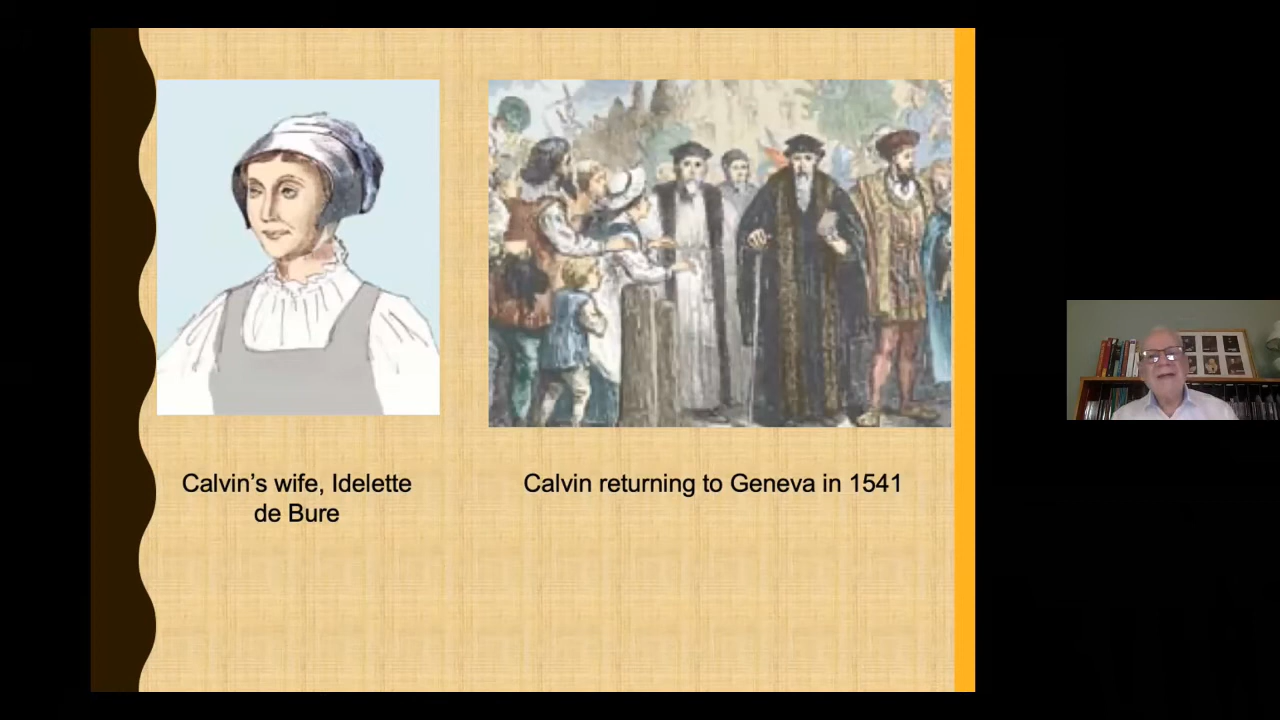 Calvin’s wife, Idelette
de Bure
Calvin returning to Geneva in 1541